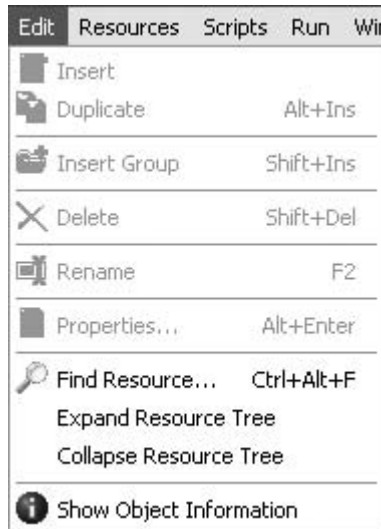 Edit Resources Scripts Run
Insert
Duplicate Alt+Ins
Insert Group Shift+Ins
Delete Shift+Del
Rename F2
Properties... Alt+Enter
Find Resource... Ctrl+Alt+F
Expand Resource Tree
Collapse Resource Tree
Show Object Information